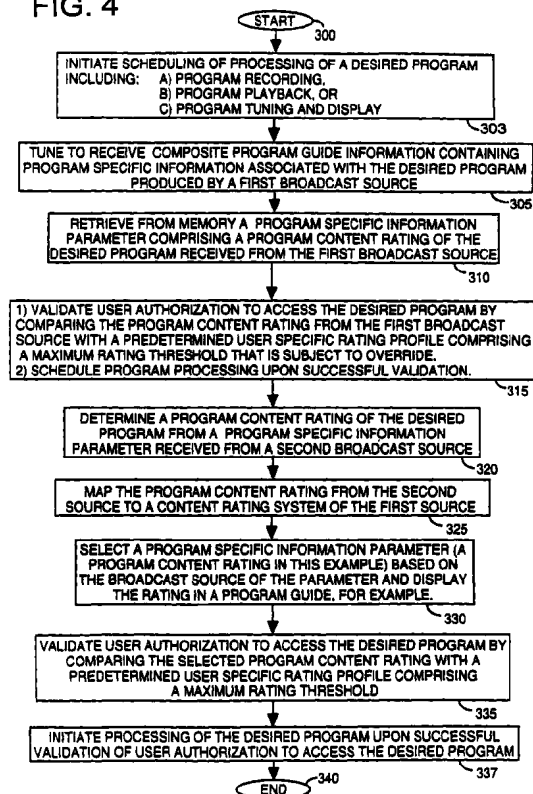 FIG. 4
START
300
INITIATE SCHEDULING OF PROCESSING OF A DESIRED PROGRAM
INCLUDING: A) PROGRAM RECORDING,
B) PROGRAM PLAYBACK, OR
C) PROGRAM TUNING AND DISPLAY
303
TUNE TO RECEIVE COMPOSITE PROGRAM GUIDE INFORMATION CONTAINING
PROGRAM SPECIFIC INFORMATION ASSOCIATED WITH THE DESIRED PROGRAM
PRODUCED BY A FIRST BROADCAST SOURCE
305
RETRIEVE FROM MEMORY A PROGRAM SPECIFIC INFORMATION
PARAMETER COMPRISING A PROGRAM CONTENT RATING OF THE
DESIRED PROGRAM RECEIVED FROM THE FIRST BROADCAST SOURCE
310
1) VALIDATE USER AUTHORIZATION TO ACCESS THE DESIRED PROGRAM BY
COMPARING THE PROGRAM CONTENT RATING FROM THE FIRST BROADCAST
SOURCE WITH A PREDETERMINED USER SPECIFIC RATING PROFILE COMPRISING
A MAXIMUM RATING THRESHOLD THAT IS SUBJECT TO OVERRIDE.
2) SCHEDULE PROGRAM PROCESSING UPON SUCCESSFUL VALIDATION.
315
DETERMINE A PROGRAM CONTENT RATING OF THE DESIRED
PROGRAM FROM A PROGRAM SPECIFIC INFORMATION
PARAMETER RECEIVED FROM A SECOND BROADCAST SOURCE
320
MAP THE PROGRAM CONTENT RATING FROM THE SECOND
SOURCE TO A CONTENT RATING SYSTEM OF THE FIRST SOURCE
325
SELECT A PROGRAM SPECIFIC INFORMATION PARAMETER (A
PROGRAM CONTENT RATING IN THIS EXAMPLE) BASED ON
THE BROADCAST SOURCE OF THE PARAMETER AND DISPLAY
THE RATING IN A PROGRAM GUIDE, FOR EXAMPLE.
330
VALIDATE USER AUTHORIZATION TO ACCESS THE DESIRED PROGRAM BY
COMPARING THE SELECTED PROGRAM CONTENT RATING WITH A
PREDETERMINED USER SPECIFIC RATING PROFILE COMPRISING
A MAXIMUM RATING THRESHOLD
335
INITIATE PROCESSING OF THE DESIRED PROGRAM UPON SUCCESSFUL
VALIDATION OF USER AUTHORIZATION TO ACCESS THE DESIRED PROGRAM
337
END
340